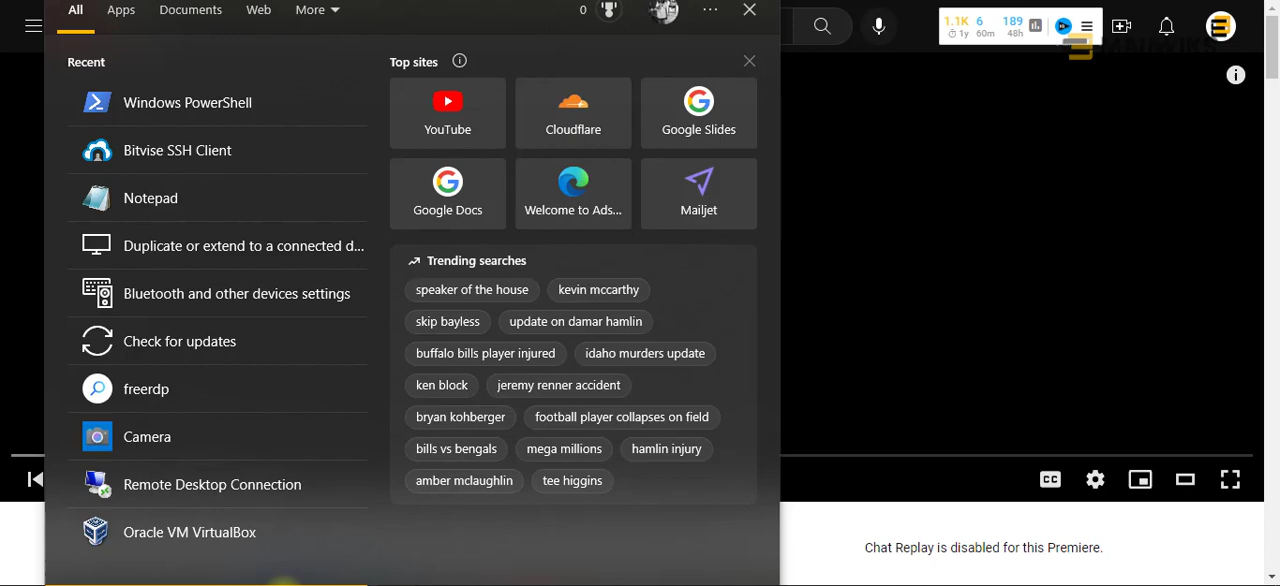 All Apps Documents Web More 0 ...
Recent
Windows PowerShell
Bitvise SSH Client
Notepad
Duplicate or extend to a connected d...
Bluetooth and other devices settings
Check for updates
freerdp
Camera
Remote Desktop Connection
Oracle VM VirtualBox
Top sites
YouTube Cloudflare Google Slides
Google Docs Welcome to Ads... Mailjet
Trending searches
speaker of the house kevin mccarthy
skip bayless update on damar hamlin
buffalo bills player injured idaho murders update
ken block jeremy renner accident
bryan kohberger football player collapses on field
bills vs bengals mega millions hamlin injury
amber mclaughlin tee higgins
1.1K 6 189
1y 60m 48h
CC
Chat Replay is disabled for this Premiere.